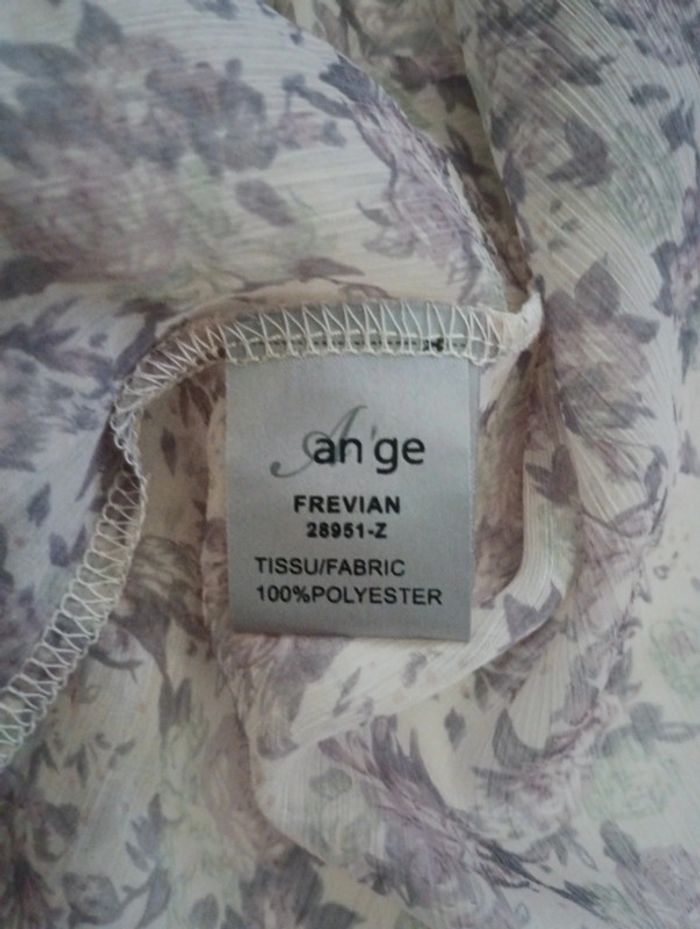 an'ge
FREVIAN
28951-Z
TISSU/FABRIC
100%POLYESTER